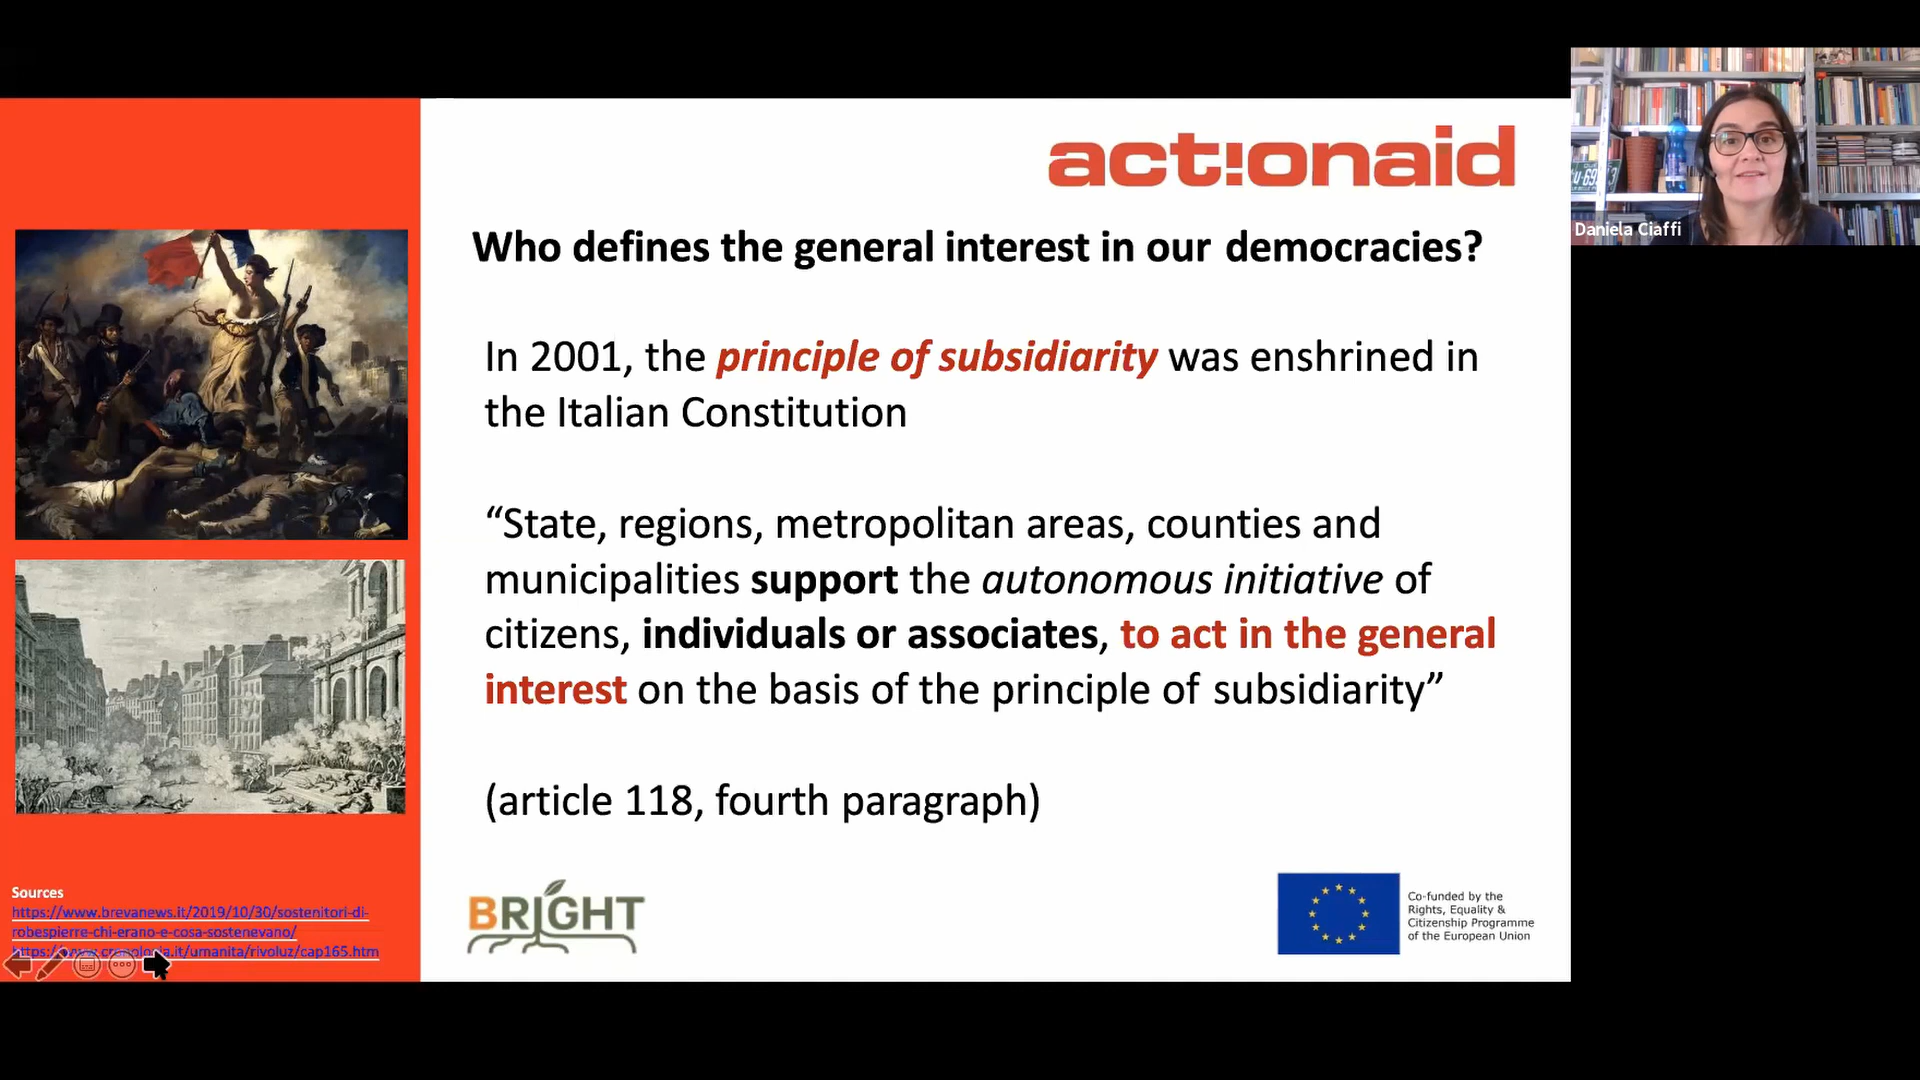 act!onaid
Who defines the general interest in our democracies?
In 2001, the principle of subsidiarity was enshrined in
the Italian Constitution
“State, regions, metropolitan areas, counties and
municipalities support the autonomous initiative of
citizens, individuals or associates, to act in the general
interest on the basis of the principle of subsidiarity”
(article 118, fourth paragraph)
Sources
https://www.brevanews.it/2019/10/30/sostenitori-di-
robespierre-chi-erano-e-cosa-sostenevano/
https://www.cronologia.it/umanita/rivoluz/cap165.htm
BRIGHT
Co-funded by the
Rights, Equality &
Citizenship Programme
of the European Union
Daniela Ciaffi